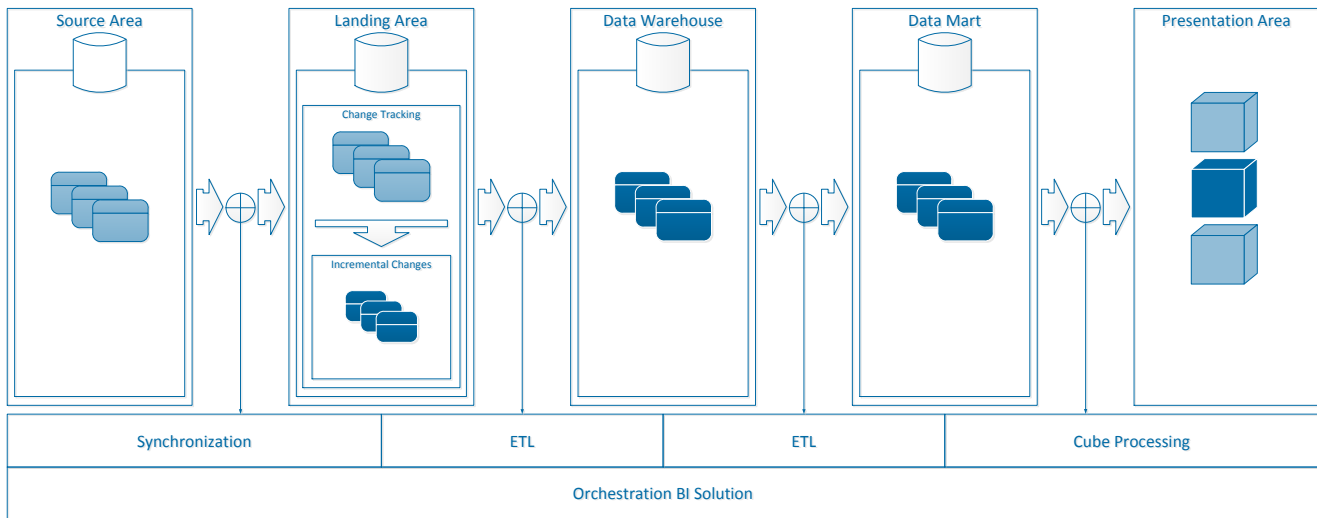 Source Area
Landing Area
Data Warehouse
Data Mart
Presentation Area
Change Tracking
Incremental Changes
Synchronization
ETL
ETL
Cube Processing
Orchestration BI Solution